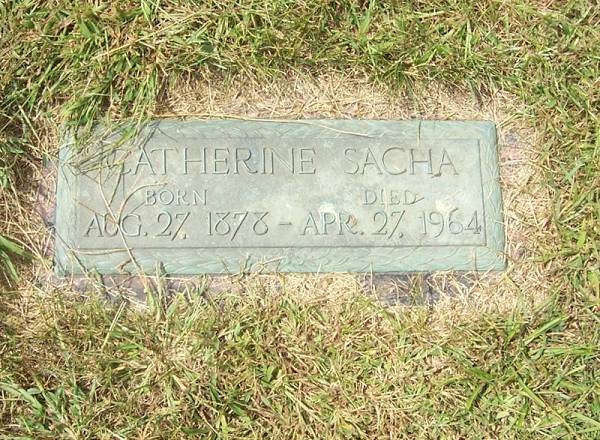 CATHERINE SACHA
BORN DIED
AUG. 27, 1878 - APR. 27, 1964